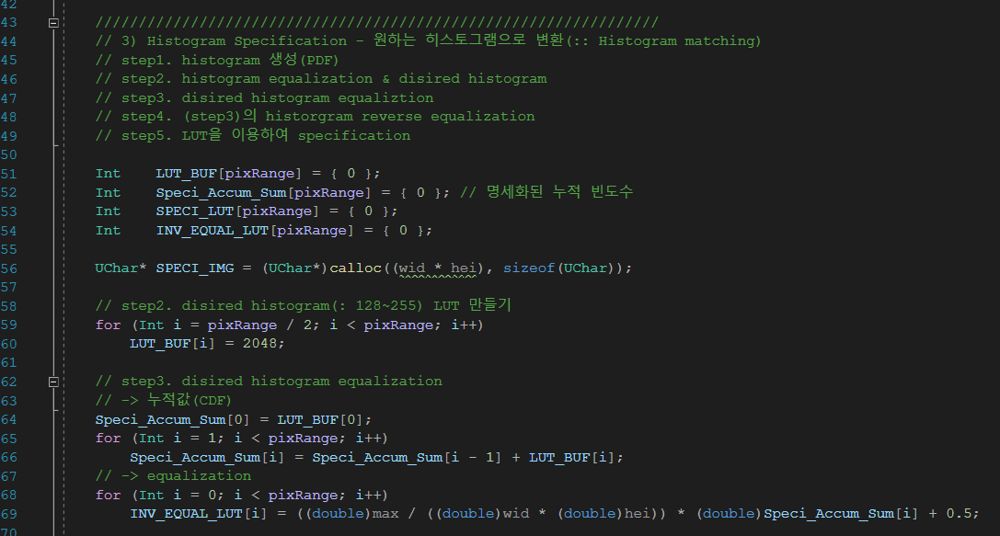 42
43 /////////////////////////////////////////////////////////////////
44 // 3) Histogram Specification - 원하는 히스토그램으로 변환(:: Histogram matching)
45 // step1. histogram 생성(PDF)
46 // step2. histogram equalization & disired histogram
47 // step3. disired histogram equaliztion
48 // step4. (step3)의 historgram reverse equalization
49 // step5. LUT을 이용하여 specification
50
51 Int    LUT_BUF[pixRange] = { 0 };
52 Int    Speci_Accum_Sum[pixRange] = { 0 }; // 명세화된 누적 빈도수
53 Int    SPECI_LUT[pixRange] = { 0 };
54 Int    INV_EQUAL_LUT[pixRange] = { 0 };
55
56 UChar* SPECI_IMG = (UChar*)calloc((wid * hei), sizeof(UChar));
57
58 // step2. disired histogram(: 128~255) LUT 만들기
59 for (Int i = pixRange / 2; i < pixRange; i++)
60     LUT_BUF[i] = 2048;
61
62 // step3. disired histogram equalization
63 // -> 누적값(CDF)
64 Speci_Accum_Sum[0] = LUT_BUF[0];
65 for (Int i = 1; i < pixRange; i++)
66     Speci_Accum_Sum[i] = Speci_Accum_Sum[i - 1] + LUT_BUF[i];
67 // -> equalization
68 for (Int i = 0; i < pixRange; i++)
69     INV_EQUAL_LUT[i] = ((double)max / ((double)wid * (double)hei)) * (double)Speci_Accum_Sum[i] + 0.5;
70